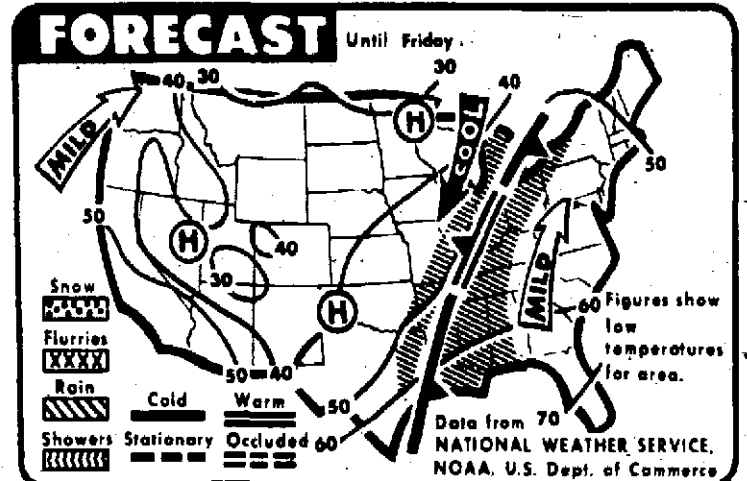 FORECAST Until Friday
40 30
30
40
MILD
H
COOL
50
50
H
40
30
H
MILD
Snow
Flurries
Rain
Showers
Cold
Warm
Stationary
Occluded
50 40
50
60
60 Figures show
low
temperatures
for area.
Data from 70
NATIONAL WEATHER SERVICE,
NOAA, U.S. Dept. of Commerce